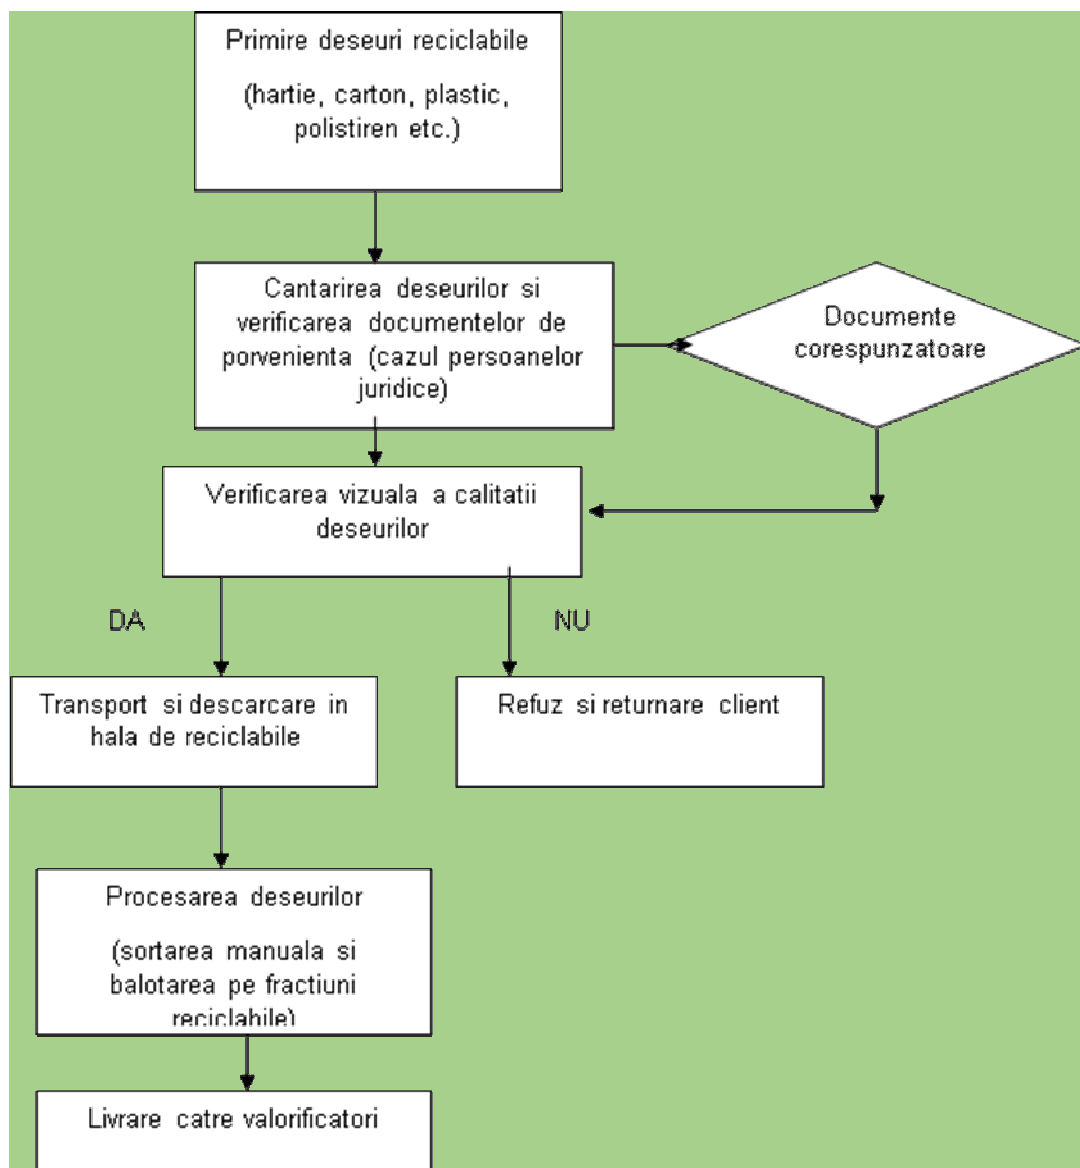 Primire deseuri reciclabile
(hartie, carton, plastic,
polistiren etc.)
Cantarirea deseurilor si
verificarea documentelor de
porvenienta (cazul persoanelor
juridice)
Documente
corespunzatoare
Verificarea vizuala a calitatii
deseurilor
DA
NU
Transport si descarcare in
hala de reciclabile
Refuz si returnare client
Procesarea deseurilor
(sortarea manuala si
balotarea pe fractiuni
reciclabile)
Livrare catre valorificatori